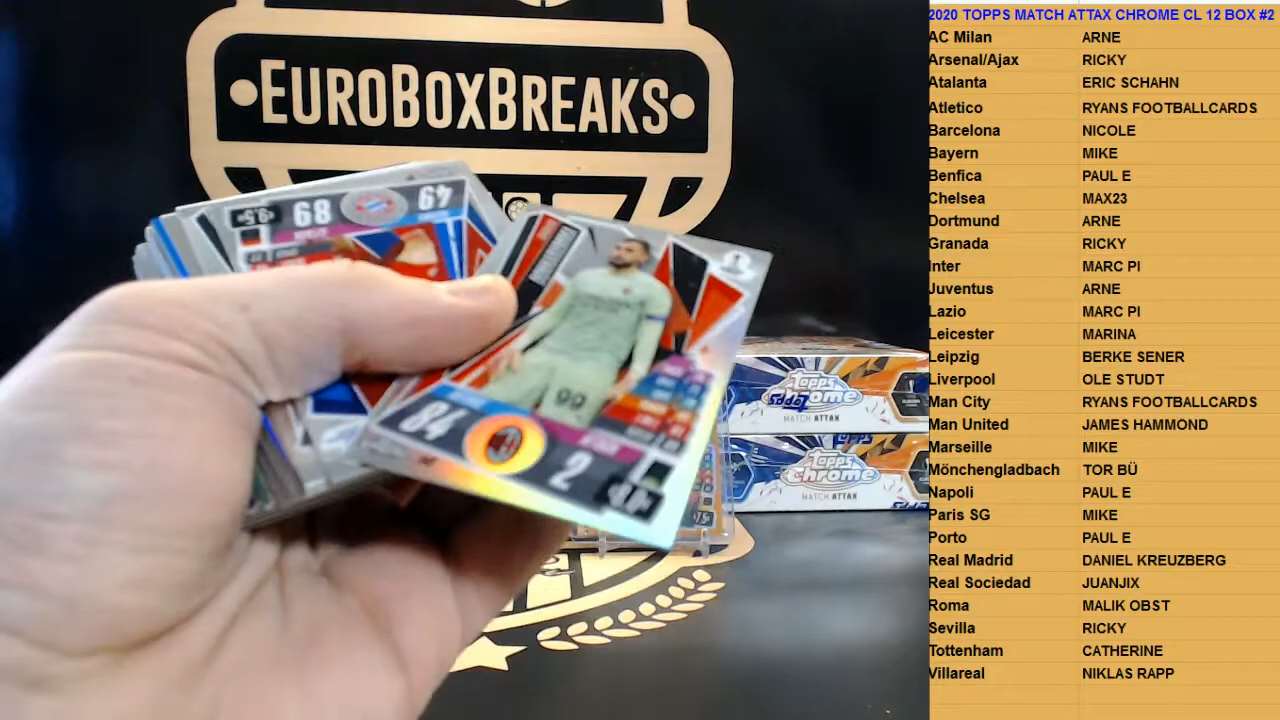 EUROBOXBREAKS
9.5M
68
49
99
84
2
Topps
Chrome
MATCH ATTAX
Topps
Chrome
MATCH ATTAX
2020 TOPPS MATCH ATTAX CHROME CL 12 BOX #2
AC Milan ARNE
Arsenal/Ajax RICKY
Atalanta ERIC SCHAHN
Atletico RYANS FOOTBALLCARDS
Barcelona NICOLE
Bayern MIKE
Benfica PAUL E
Chelsea MAX23
Dortmund ARNE
Granada RICKY
Inter MARC PI
Juventus ARNE
Lazio MARC PI
Leicester MARINA
Leipzig BERKE SENER
Liverpool OLE STUDT
Man City RYANS FOOTBALLCARDS
Man United JAMES HAMMOND
Marseille MIKE
Mönchengladbach TOR BÜ
Napoli PAUL E
Paris SG MIKE
Porto PAUL E
Real Madrid DANIEL KREUZBERG
Real Sociedad JUANJIX
Roma MALIK OBST
Sevilla RICKY
Tottenham CATHERINE
Villareal NIKLAS RAPP